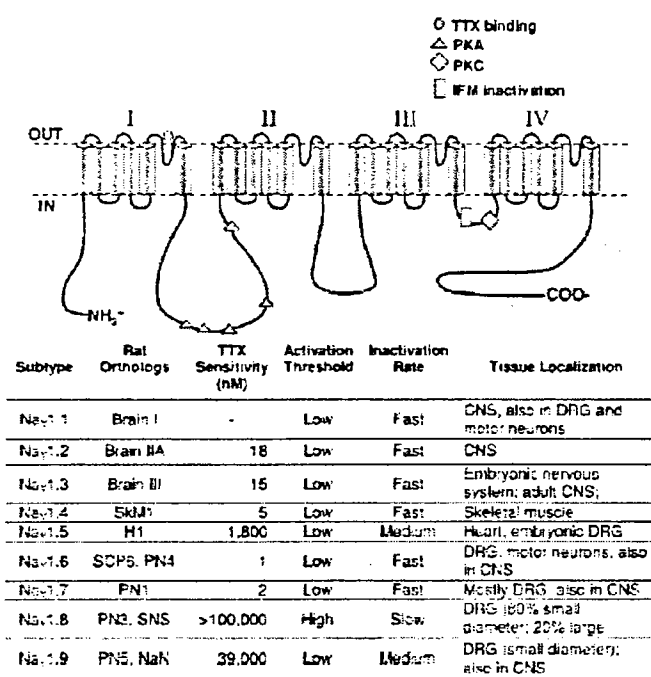 TTX binding
PKA
PKC
IFM inactivation
I II III IV
OUT
IN
NH2+
COO-
Subtype Rat Orthologs TTX Sensitivity (nM) Activation Threshold Inactivation Rate Tissue Localization
Nav1.1 Brain I - Low Fast CNS, also in DRG and motor neurons
Nav1.2 Brain IIA 18 Low Fast CNS
Nav1.3 Brain III 15 Low Fast Embryonic nervous system; adult CNS;
Nav1.4 SkM1 5 Low Fast Skeletal muscle
Nav1.5 H1 1,800 Low Medium Heart, embryonic DRG
Nav1.6 SCP6, PN4 1 Low Fast DRG, motor neurons, also in CNS
Nav1.7 PN1 2 Low Fast Mostly DRG, also in CNS
Nav1.8 PN3, SNS >100,000 High Slow DRG (80% small diameter; 20% large
Nav1.9 PN5, NaN 39,000 Low Medium DRG (small diameter); also in CNS